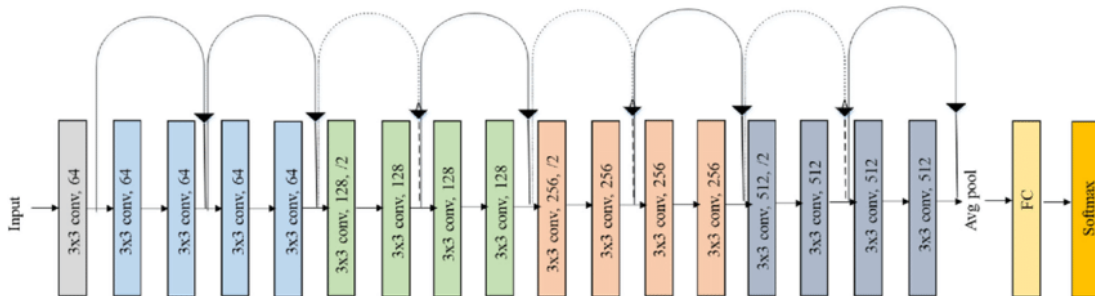 Input
3x3 conv, 64
3x3 conv, 64
3x3 conv, 64
3x3 conv, 64
3x3 conv, 64
3x3 conv, 128, /2
3x3 conv, 128
3x3 conv, 128
3x3 conv, 128
3x3 conv, 256, /2
3x3 conv, 256
3x3 conv, 256
3x3 conv, 256
3x3 conv, 512, /2
3x3 conv, 512
3x3 conv, 512
3x3 conv, 512
Avg pool
FC
Softmax